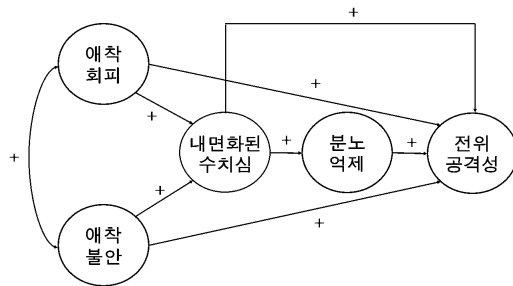 +
애착
회피
+
+
+
내면화된
수치심
+
분노
억제
+
전위
공격성
+
+
애착
불안
+